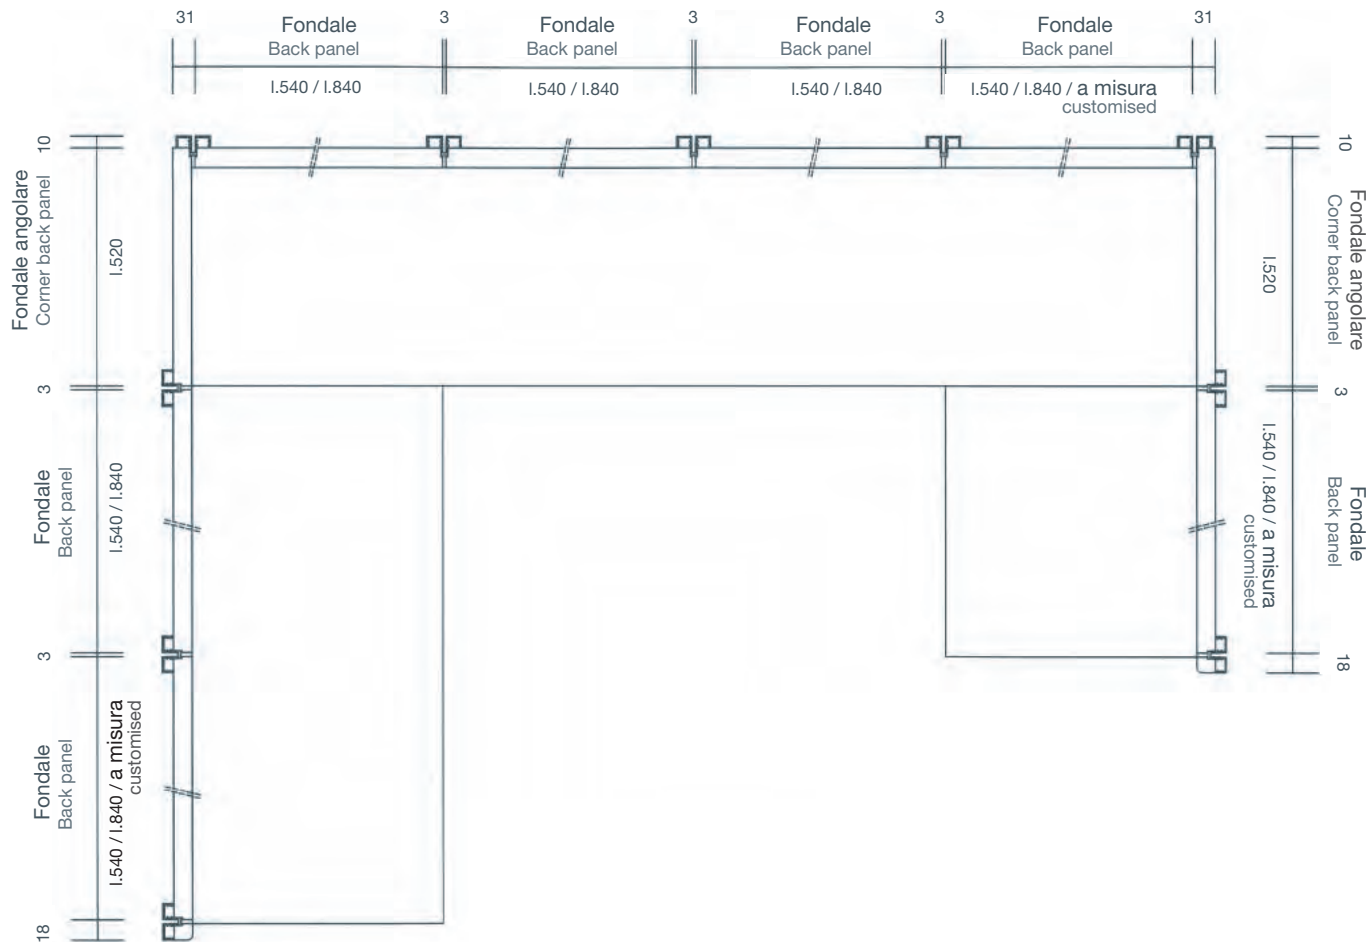 31
Fondale
Back panel
l.540 / l.840
3
Fondale
Back panel
l.540 / l.840
3
Fondale
Back panel
l.540 / l.840
3
Fondale
Back panel
l.540 / l.840 / a misura
customised
31
10
Fondale angolare
Corner back panel
l.520
3
Fondale
Back panel
l.540 / l.840
3
Fondale
Back panel
l.540 / l.840 / a misura
customised
18
10
Fondale angolare
Corner back panel
l.520
3
Fondale
Back panel
l.540 / l.840 / a misura
customised
18